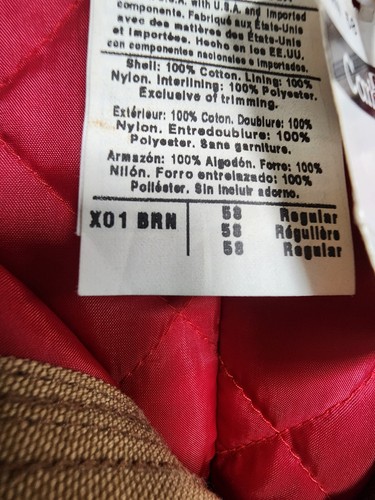 U.S.A. with U.S.A. and imported
components. Fabriqué aux États-Unis
avec des matières des États-Unis
et importées. Hecho en los EE.UU.
con componentes nacionales e importados.
Shell: 100% Cotton. Lining: 100%
Nylon. Interlining: 100% Polyester.
Exclusive of trimming.
Extérieur: 100% Coton. Doublure: 100%
Nylon. Entredoublure: 100%
Polyester. Sans garniture.
Armazón: 100% Algodón. Forro: 100%
Nilón. Forro entrelazado: 100%
Poliéster. Sin incluir adorno.
X01 BRN 58 Regular
58 Régulière
58 Regular